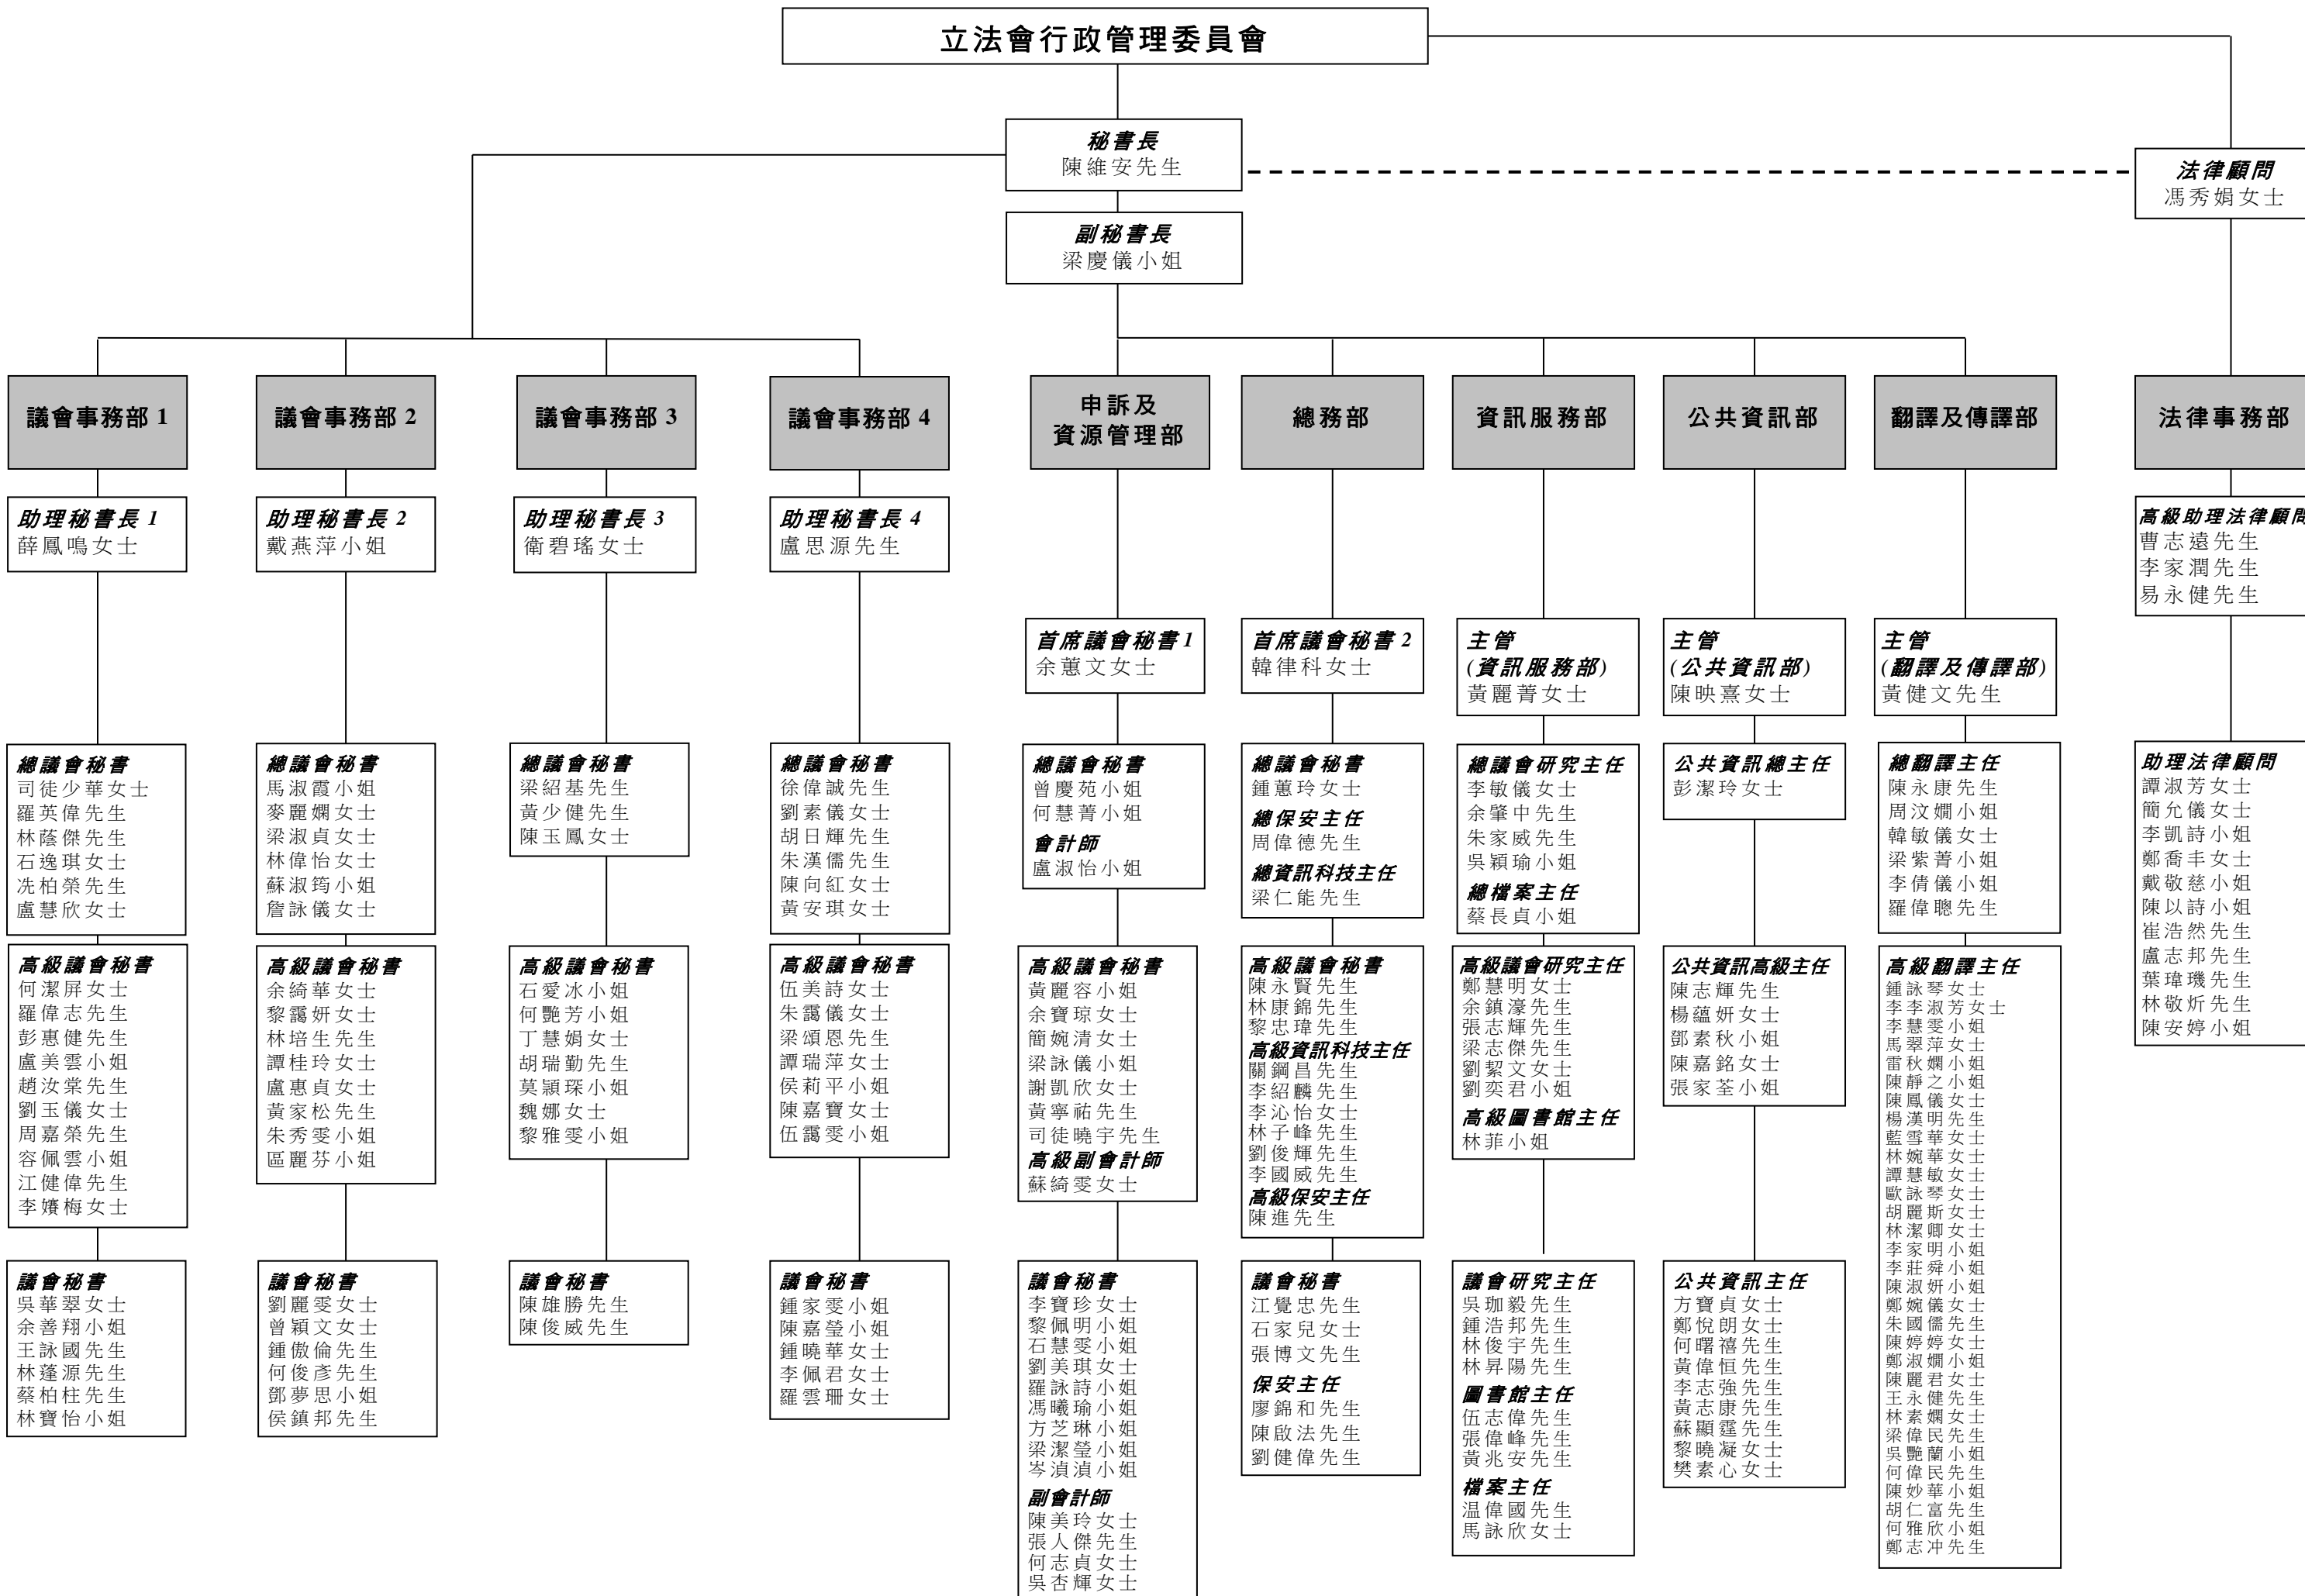 立法會行政管理委員會
秘書長
陳維安先生
法律顧問
馮秀娟女士
副秘書長
梁慶儀小姐
議會事務部 1
助理秘書長 1
薛鳳鳴女士
總議會秘書
司徒少華女士
羅英偉先生
林蔭傑先生
石逸琪女士
冼柏榮先生
盧慧欣女士
高級議會秘書
何潔屏女士
羅偉志先生
彭惠健先生
盧美雲小姐
趙汝棠先生
劉玉儀女士
周嘉榮先生
容佩雲小姐
江健偉先生
李嬪梅女士
議會秘書
吳華翠女士
余善翔小姐
王詠國先生
林蓬源先生
蔡柏柱先生
林寶怡小姐
議會事務部 2
助理秘書長 2
戴燕萍小姐
總議會秘書
馬淑霞小姐
麥麗嫻女士
梁淑貞女士
林偉怡女士
蘇淑筠小姐
詹詠儀女士
高級議會秘書
余綺華女士
黎靄妍女士
林培生先生
譚桂玲女士
盧惠貞女士
黃家松先生
朱秀雯小姐
區麗芬小姐
議會秘書
劉麗雯女士
曾穎文女士
鍾傲倫先生
何俊彥先生
鄧夢思小姐
侯鎮邦先生
議會事務部 3
助理秘書長 3
衛碧瑤女士
總議會秘書
梁紹基先生
黃少健先生
陳玉鳳女士
高級議會秘書
石愛冰小姐
何艷芳小姐
丁慧娟女士
胡瑞勤先生
莫穎琛小姐
魏娜女士
黎雅雯小姐
議會秘書
陳雄勝先生
陳俊威先生
議會事務部 4
助理秘書長 4
盧思源先生
總議會秘書
徐偉誠先生
劉素儀女士
胡日輝先生
朱漢儒先生
陳向紅女士
黃安琪女士
高級議會秘書
伍美詩女士
朱靄儀女士
梁頌恩先生
譚瑞萍女士
侯莉平小姐
陳嘉寶女士
伍靄雯小姐
議會秘書
鍾家雯小姐
陳嘉瑩小姐
鍾曉華女士
李佩君女士
羅雲珊女士
申訴及
資源管理部
首席議會秘書 1
余蕙文女士
總議會秘書
曾慶苑小姐
何慧菁小姐
會計師
盧淑怡小姐
高級議會秘書
黃麗容小姐
余寶琼女士
簡婉清女士
梁詠儀小姐
謝凱欣女士
黃寧祐先生
司徒曉宇先生
高級副會計師
蘇綺雯女士
議會秘書
李寶珍女士
黎佩明小姐
石慧雯小姐
劉美琪女士
羅詠詩小姐
馮曦瑜小姐
方芝琳小姐
梁潔瑩小姐
岑湞湞小姐
副會計師
陳美玲女士
張人傑先生
何志貞女士
吳杏輝女士
總務部
首席議會秘書 2
韓律科女士
總議會秘書
鍾蕙玲女士
總保安主任
周偉德先生
總資訊科技主任
梁仁能先生
高級議會秘書
陳永賢先生
林康錦先生
黎忠瑋先生
高級資訊科技主任
關鋼昌先生
李紹麟先生
李沁怡女士
林子峰先生
劉俊輝先生
李國威先生
高級保安主任
陳進先生
議會秘書
江覺忠先生
石家兒女士
張博文先生
保安主任
廖錦和先生
陳啟法先生
劉健偉先生
資訊服務部
主管
(資訊服務部)
黃麗菁女士
總議會研究主任
李敏儀女士
余肇中先生
朱家威先生
吳穎瑜小姐
總檔案主任
蔡長貞小姐
高級議會研究主任
鄭慧明女士
余鎮濠先生
張志輝先生
梁志傑先生
劉絜文女士
劉奕君小姐
高級圖書館主任
林菲小姐
議會研究主任
吳珈毅先生
鍾浩邦先生
林俊宇先生
林昇陽先生
圖書館主任
伍志偉先生
張偉峰先生
黃兆安先生
檔案主任
温偉國先生
馬詠欣女士
公共資訊部
主管
(公共資訊部)
陳映熹女士
公共資訊總主任
彭潔玲女士
公共資訊高級主任
陳志輝先生
楊蘊妍女士
鄧素秋小姐
陳嘉銘女士
張家荃小姐
公共資訊主任
方寶貞女士
鄭悅朗女士
何曙禧先生
黃偉恒先生
李志強先生
黃志康先生
蘇顯霆先生
黎曉凝女士
樊素心女士
翻譯及傳譯部
主管
(翻譯及傳譯部)
黃健文先生
總翻譯主任
陳永康先生
周汶嫻小姐
韓敏儀女士
梁紫菁小姐
李倩儀小姐
羅偉聰先生
高級翻譯主任
鍾詠琴女士
李李淑芳女士
李慧雯小姐
馬翠萍女士
雷秋嫻小姐
陳靜之小姐
陳鳳儀女士
楊漢明先生
藍雪華女士
林婉華女士
譚慧敏女士
歐詠琴女士
胡麗斯女士
林潔卿女士
李家明小姐
李莊舜小姐
陳淑妍小姐
鄭婉儀女士
朱國儒先生
陳婷婷女士
鄭淑嫻小姐
陳麗君女士
王永健先生
林素嫻女士
梁偉民先生
吳艷蘭小姐
何偉民先生
陳妙華小姐
胡仁富先生
何雅欣小姐
鄭志冲先生
法律事務部
高級助理法律顧問
曹志遠先生
李家潤先生
易永健先生
助理法律顧問
譚淑芳女士
簡允儀女士
李凱詩小姐
鄭喬丰女士
戴敬慈小姐
陳以詩小姐
崔浩然先生
盧志邦先生
葉瑋璣先生
林敬炘先生
陳安婷小姐